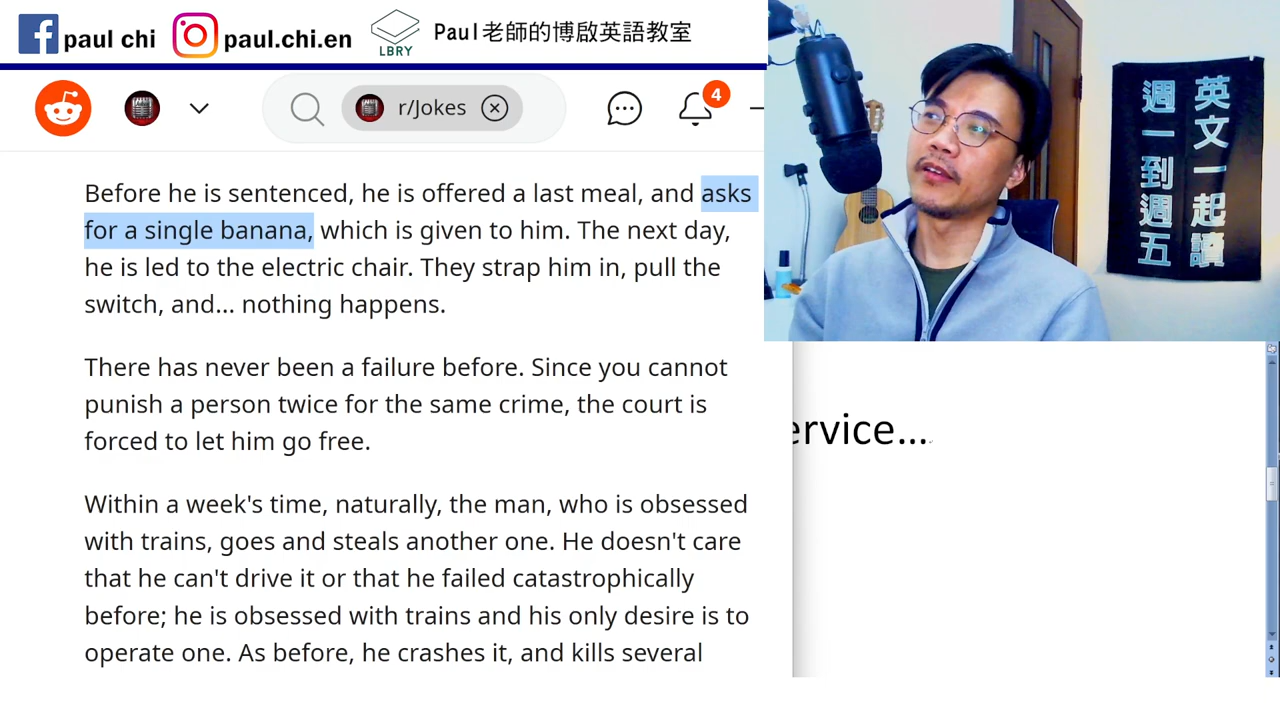 paul chi
paul.chi.en
LBRY
Paul老師的博啟英語教室
r/Jokes
4
Before he is sentenced, he is offered a last meal, and asks
for a single banana, which is given to him. The next day,
he is led to the electric chair. They strap him in, pull the
switch, and... nothing happens.
There has never been a failure before. Since you cannot
punish a person twice for the same crime, the court is
forced to let him go free.
Within a week's time, naturally, the man, who is obsessed
with trains, goes and steals another one. He doesn't care
that he can't drive it or that he failed catastrophically
before; he is obsessed with trains and his only desire is to
operate one. As before, he crashes it, and kills several
ervice...
英文一起讀
週一到週五